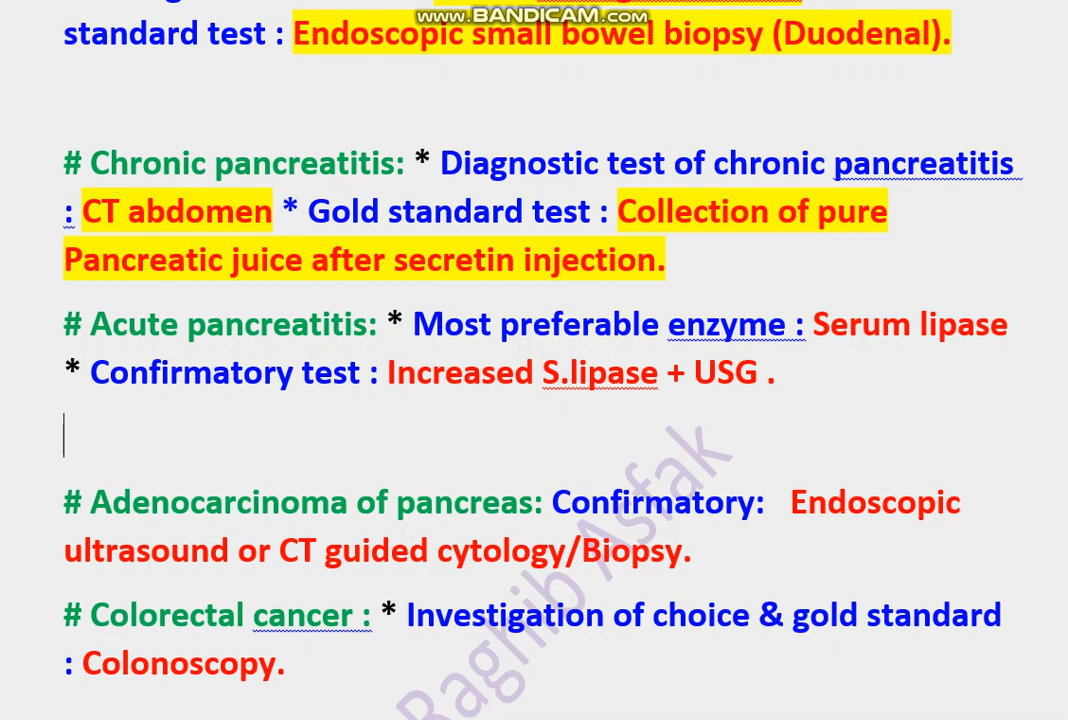 www.BANDICAM.com
standard test : Endoscopic small bowel biopsy (Duodenal).
# Chronic pancreatitis: * Diagnostic test of chronic pancreatitis
: CT abdomen * Gold standard test : Collection of pure
Pancreatic juice after secretin injection.
# Acute pancreatitis: * Most preferable enzyme : Serum lipase
* Confirmatory test : Increased S.lipase + USG .
# Adenocarcinoma of pancreas: Confirmatory: Endoscopic
ultrasound or CT guided cytology/Biopsy.
# Colorectal cancer : * Investigation of choice & gold standard
: Colonoscopy.
Raghib Asfak